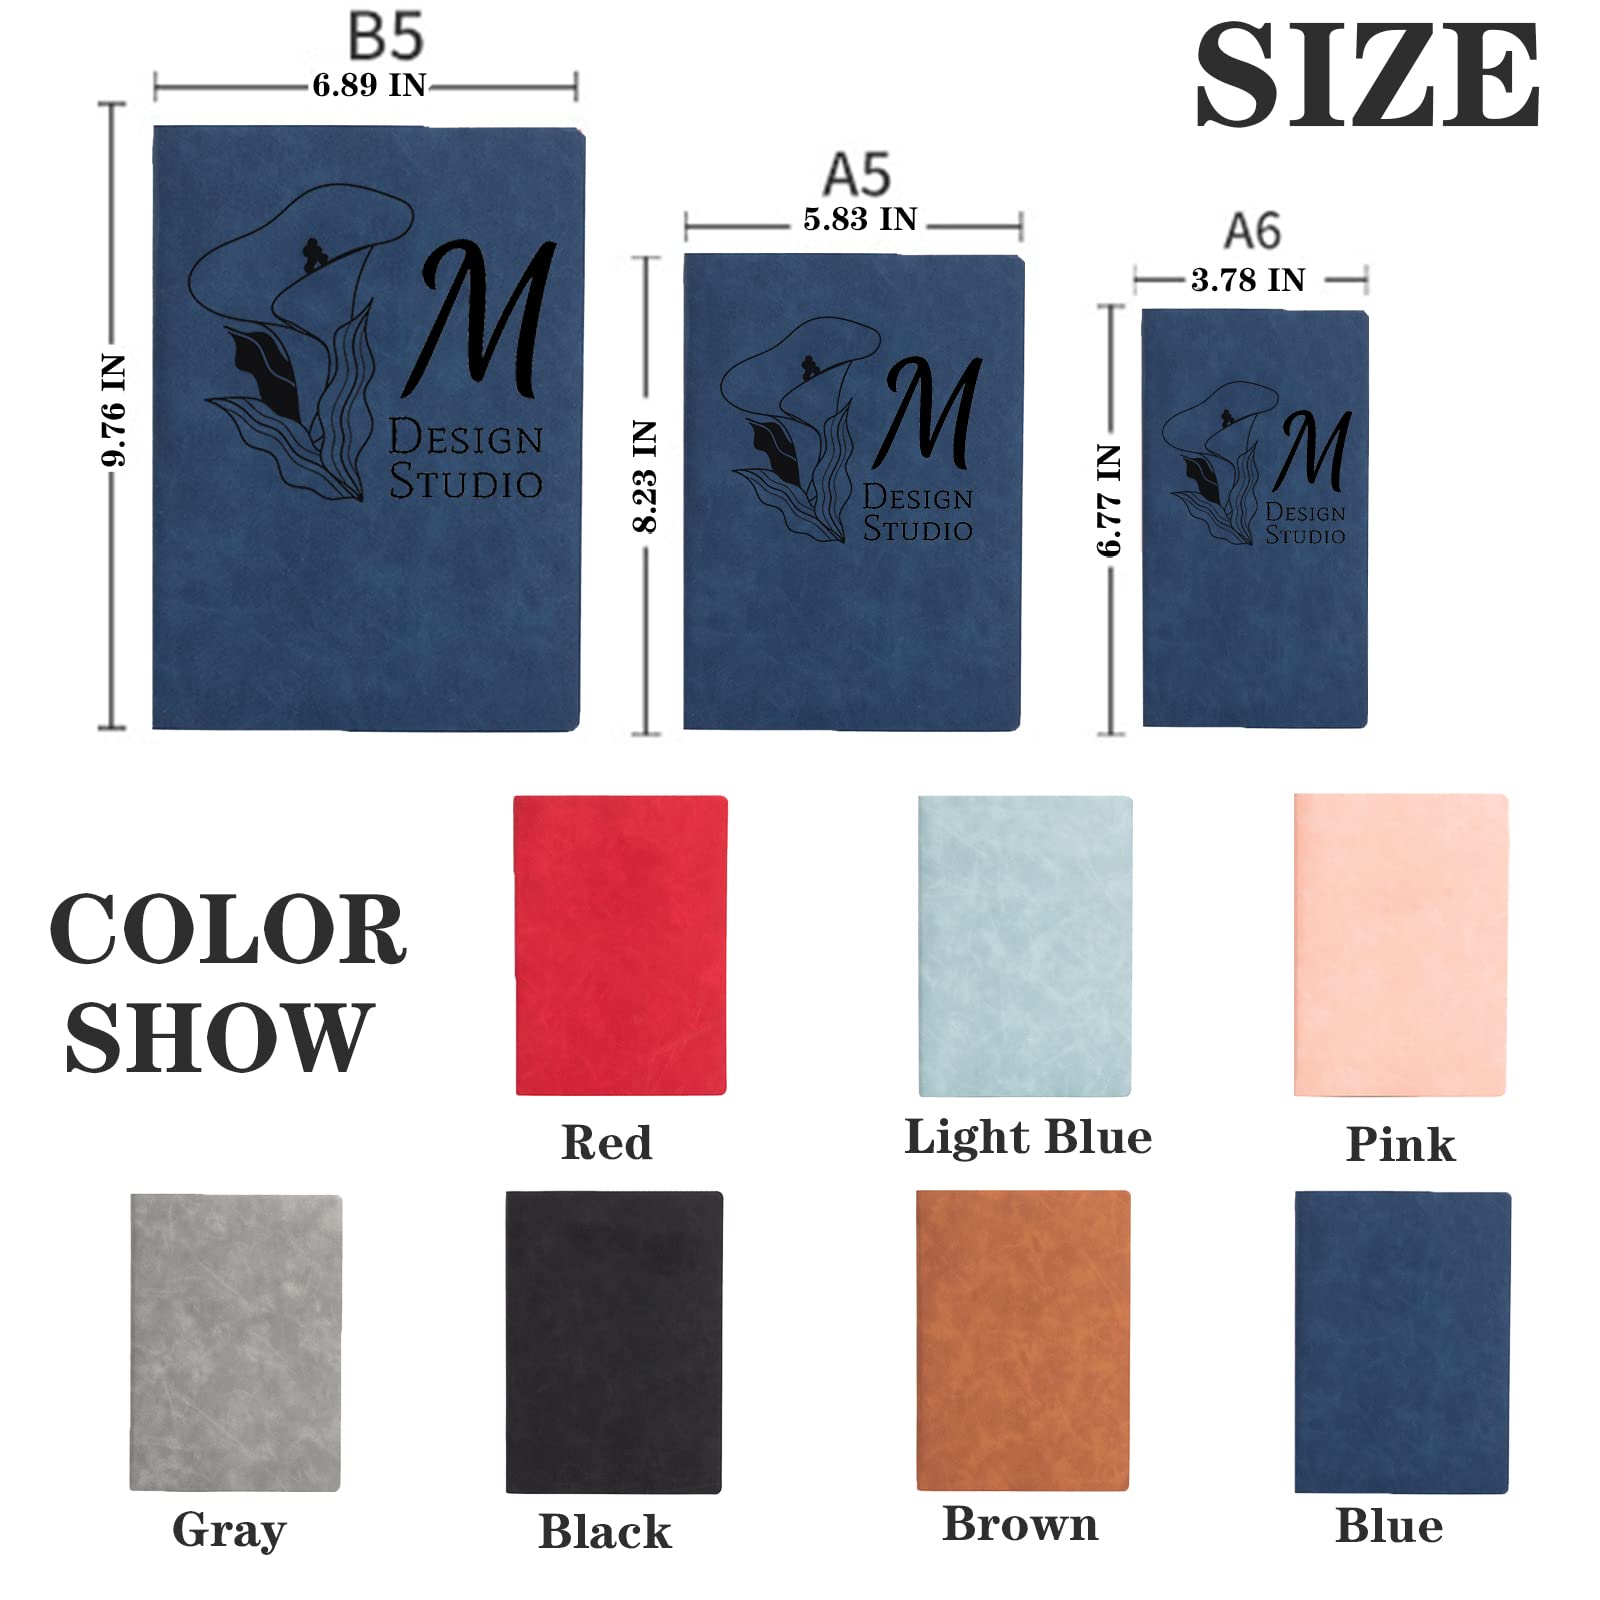 SIZE
B5
6.89 IN
9.76 IN
M
DESIGN
STUDIO
A5
5.83 IN
8.23 IN
M
DESIGN
STUDIO
A6
3.78 IN
6.77 IN
M
DESIGN
STUDIO
COLOR
SHOW
Red
Light Blue
Pink
Gray
Black
Brown
Blue